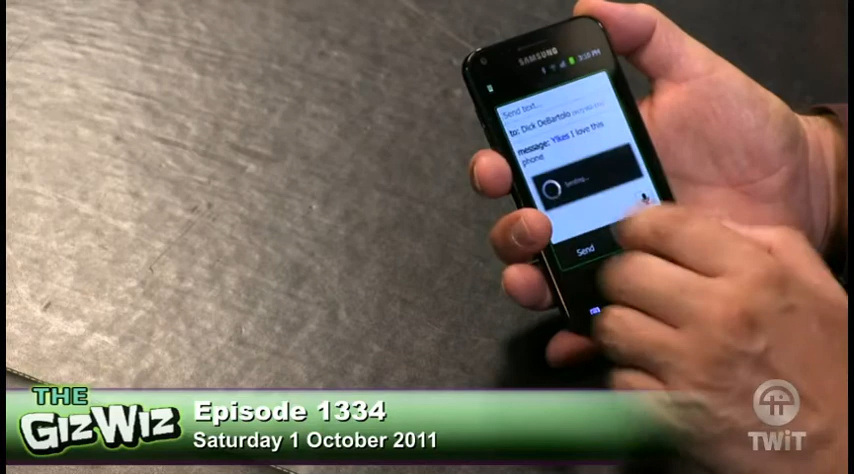 SAMSUNG
Send text...
to: Dick DeBartolo
message: Yikes I love this
phone
Sending...
Send
THE
GizWiz
Episode 1334
Saturday 1 October 2011
TWiT